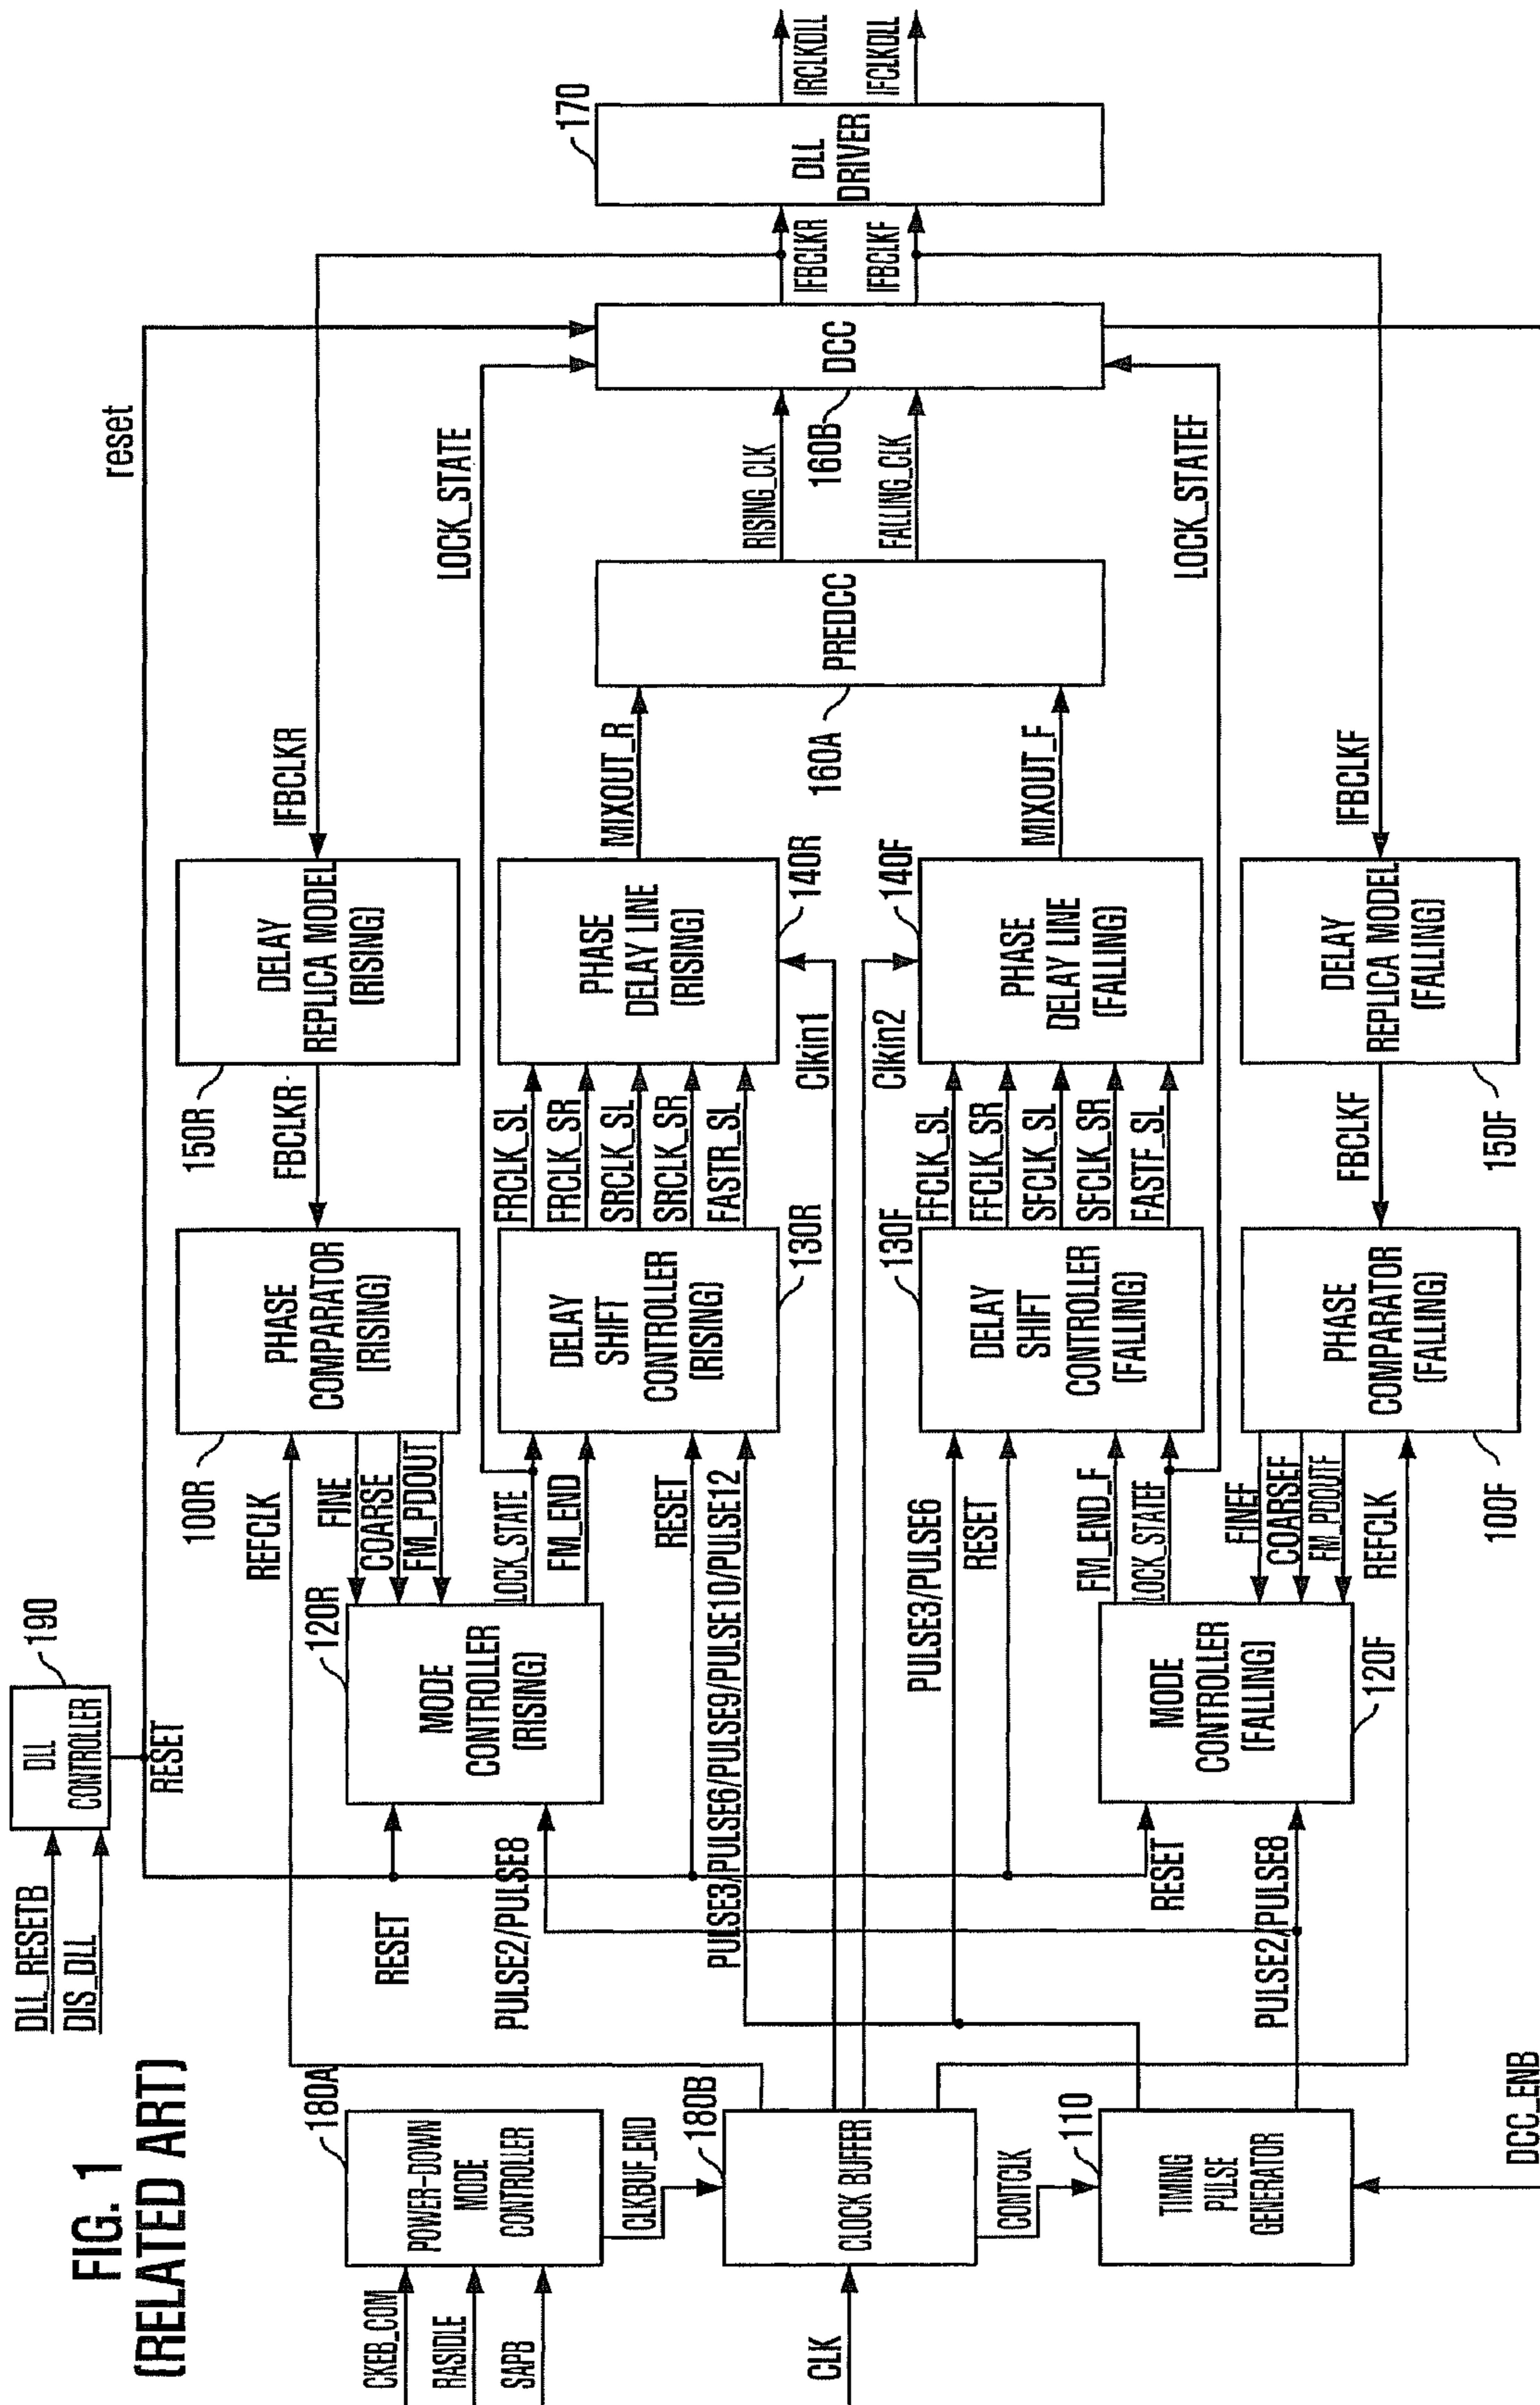 FIG. 1
(RELATED ART)
DLL_RESETB
DIS_DLL
DLL
CONTROLLER
190
RESET
reset
CKEB_COM
RASIDLE
SAPB
180A
POWER-DOWN
MODE
CONTROLLER
CLKBUF_END
CLK
180B
CLOCK BUFFER
CONTCLK
110
TIMING
PULSE
GENERATOR
DCC_ENB
RESET
PULSE2/PULSE8
PULSE3/PULSE6/PULSE9/PULSE10/PULSE12
PULSE3/PULSE6
PULSE2/PULSE8
RESET
120R
MODE
CONTROLLER
(RISING)
MODE
CONTROLLER
(FALLING)
120F
100R
REFCLK
FINE
COARSE
FM_PDOUT
LOCK_STATE
FM_END
RESET
RESET
FM_END_F
LOCK_STATEF
FINEF
COARSEF
FM_PDOUTF
REFCLK
100F
PHASE
COMPARATOR
(RISING)
DELAY
SHIFT
CONTROLLER
(RISING)
130R
130F
DELAY
SHIFT
CONTROLLER
(FALLING)
PHASE
COMPARATOR
(FALLING)
150R
FBCLKR
FRCLK_SL
FRCLK_SR
SRCLK_SL
SRCLK_SR
FASTR_SL
Clkin1
Clkin2
FFCLK_SL
FFCLK_SR
SFCLK_SL
SFCLK_SR
FASTF_SL
FBCLKF
150F
DELAY
REPLICA MODEL
(RISING)
PHASE
DELAY LINE
(RISING)
140R
140F
PHASE
DELAY LINE
(FALLING)
DELAY
REPLICA MODEL
(FALLING)
IFBCLKR
MIXOUT_R
160A
MIXOUT_F
IFBCLKF
PREDCC
LOCK_STATE
RISING_CLK
FALLING_CLK
LOCK_STATEF
160B
DCC
IFBCLKR
IFBCLKF
170
DLL
DRIVER
IRCLKDLL
IFCLKDLL